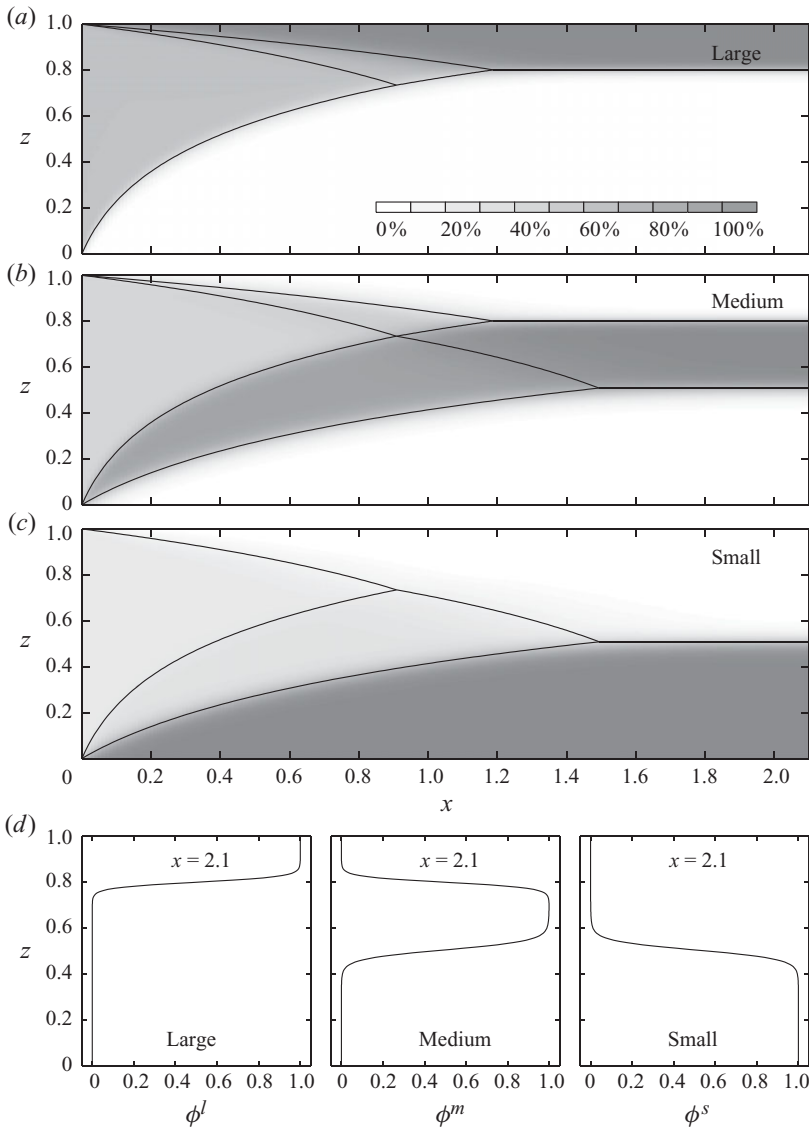 (a)
1.0
0.8
0.6
0.4
0.2
0
z
Large
0% 20% 40% 60% 80% 100%
(b)
1.0
0.8
0.6
0.4
0.2
0
z
Medium
(c)
1.0
0.8
0.6
0.4
0.2
0
z
Small
0.2 0.4 0.6 0.8 1.0 1.2 1.4 1.6 1.8 2.0
x
(d)
1.0
0.8
0.6
0.4
0.2
0
z
x = 2.1 x = 2.1 x = 2.1
Large Medium Small
0 0.2 0.4 0.6 0.8 1.0 0 0.2 0.4 0.6 0.8 1.0 0 0.2 0.4 0.6 0.8 1.0
ϕl ϕm ϕs